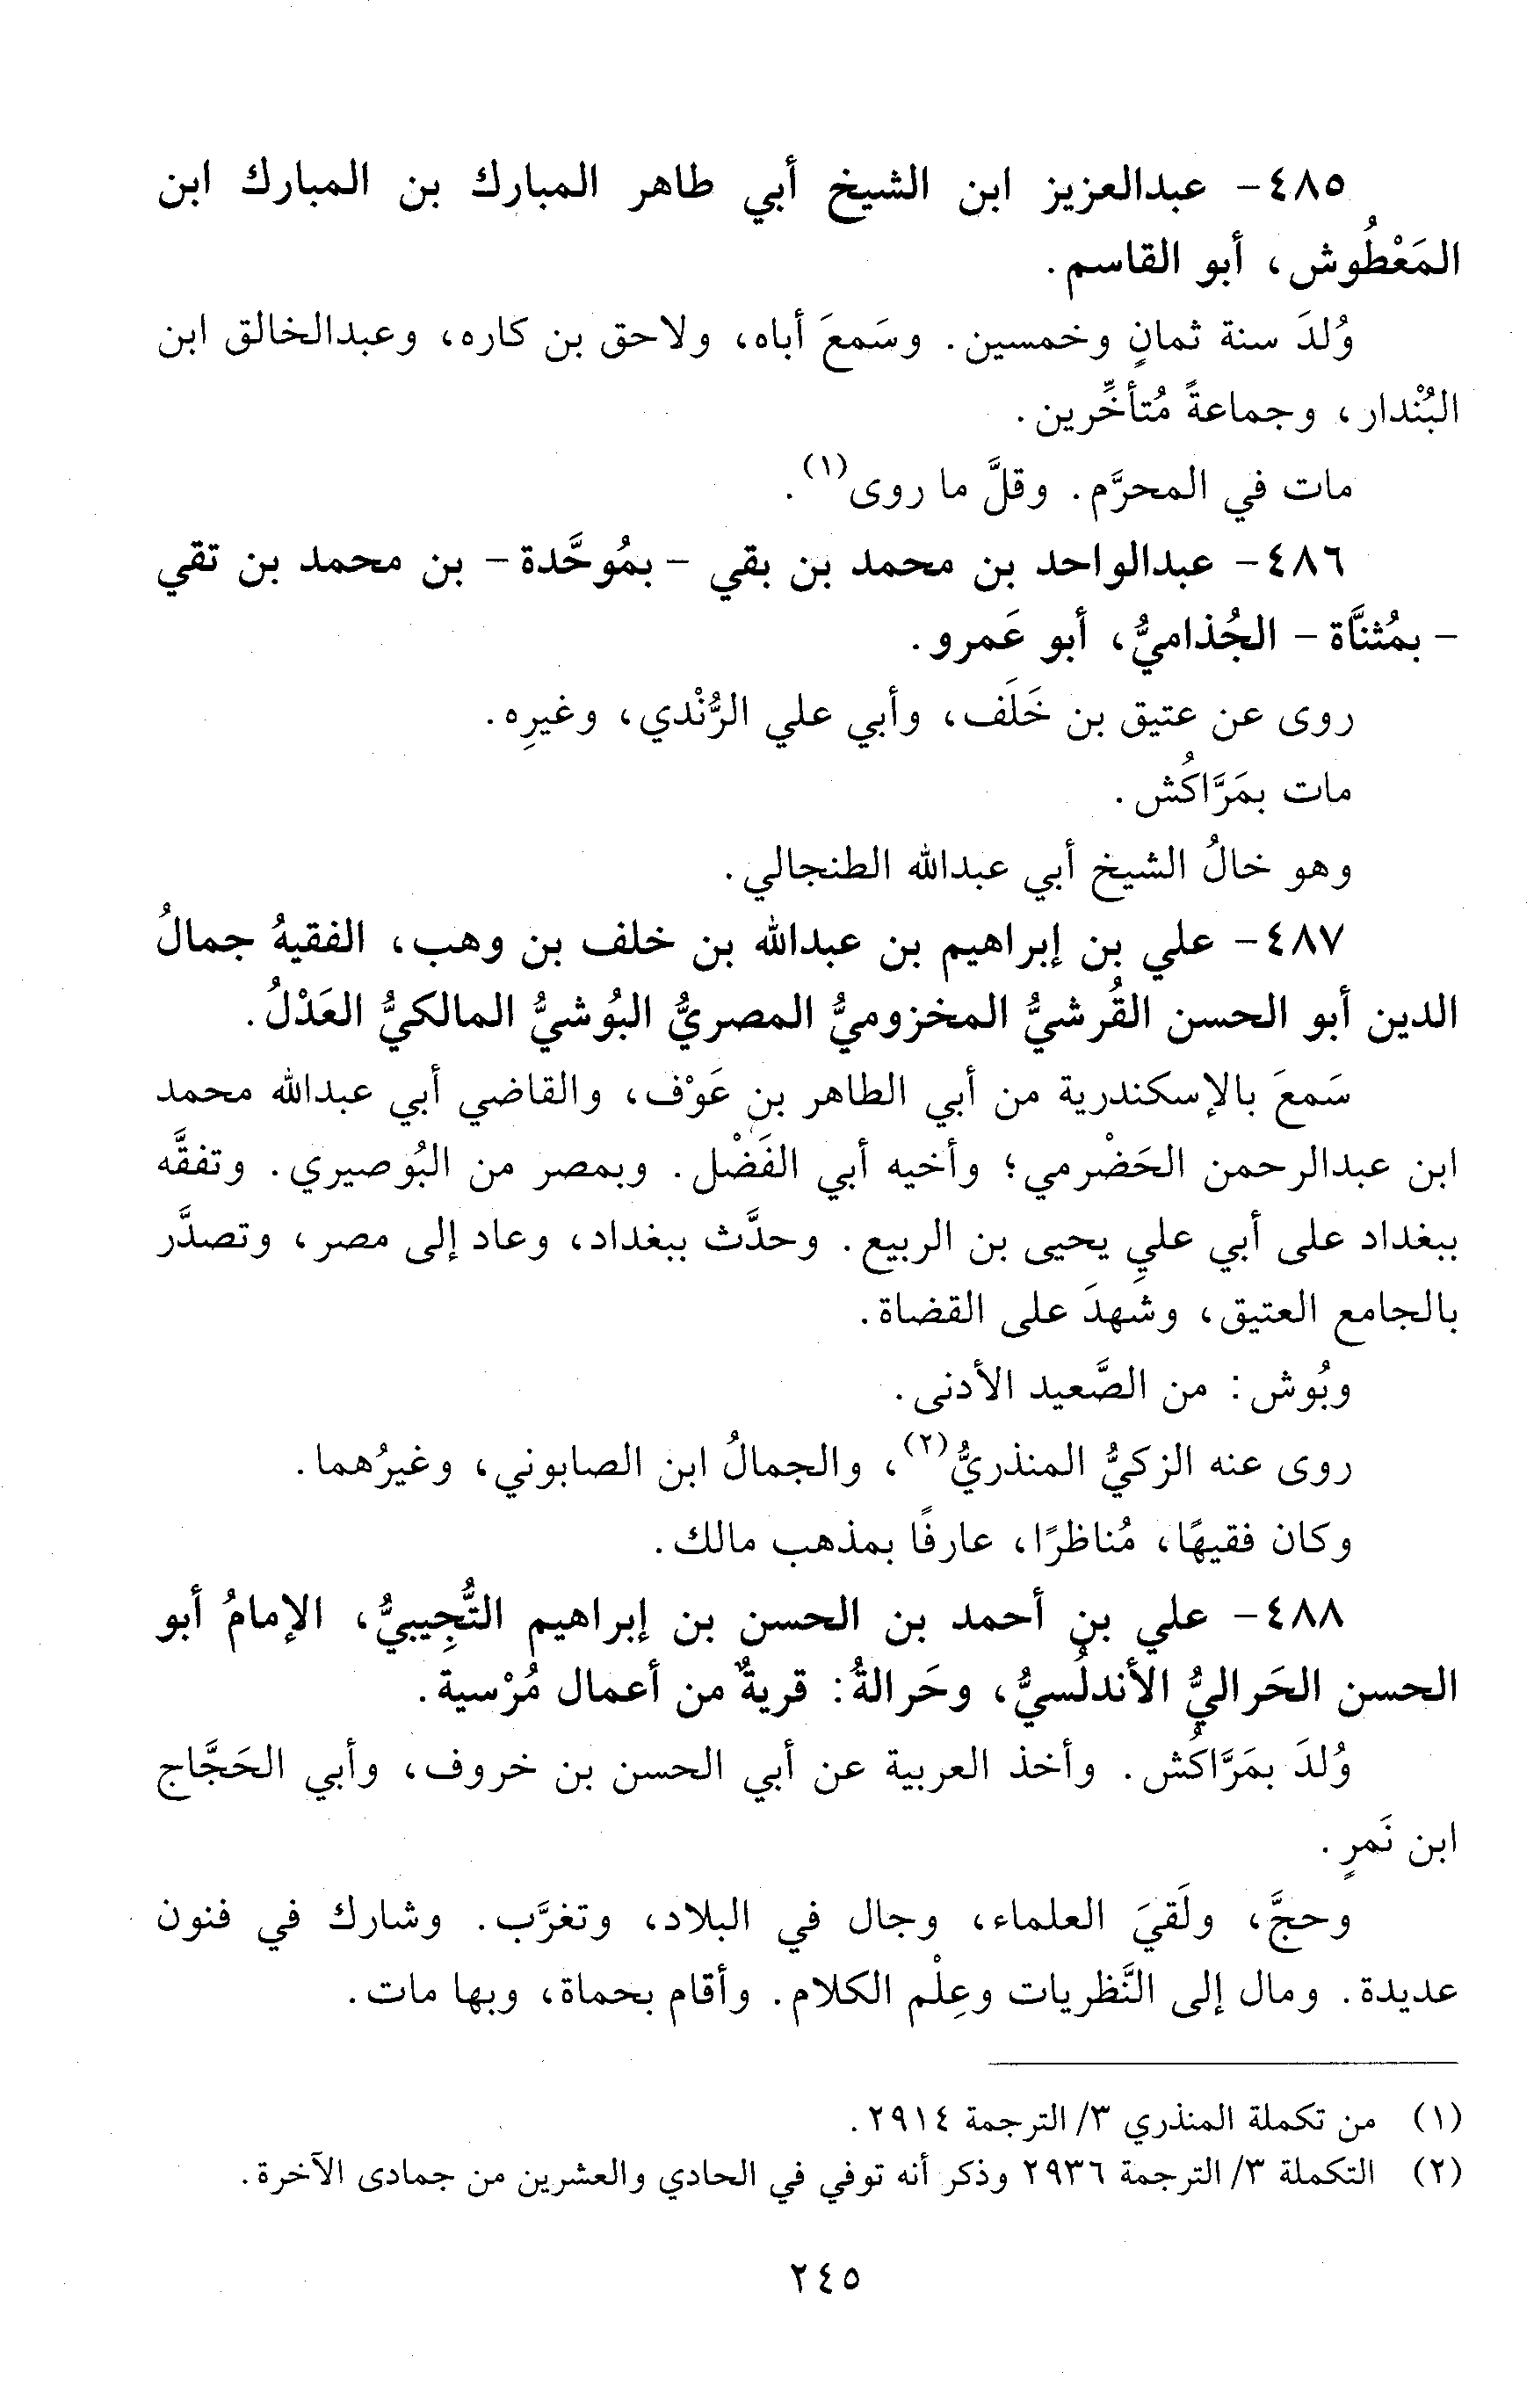 ٤٨٥- عبدالعزيز ابن الشيخ أبي طاهر المبارك بن المبارك ابن
المَعْطُوش، أبو القاسم.
وُلدَ سنة ثمانٍ وخمسين. وسَمعَ أباه، ولاحق بن كاره، وعبدالخالق ابن
البُنْدار، وجماعةً مُتأخِّرين.
مات في المحرَّم. وقلَّ ما روى(١).
٤٨٦- عبدالواحد بن محمد بن بقي - بمُوحَّدة- بن محمد بن تقي
- بمُثنَّاة- الجُذاميُّ، أبو عَمرو.
روى عن عتيق بن خَلَف، وأبي علي الرُّنْدي، وغيرِه.
مات بمَرَّاكُش.
وهو خالُ الشيخ أبي عبدالله الطنجالي.
٤٨٧- علي بن إبراهيم بن عبدالله بن خلف بن وهب، الفقيهُ جمالُ
الدين أبو الحسن القُرشيُّ المخزوميُّ المصريُّ البُوشيُّ المالكيُّ العَدْلُ.
سَمعَ بالإسكندرية من أبي الطاهر بنِ عَوْف، والقاضي أبي عبدالله محمد
ابن عبدالرحمن الحَضْرمي؛ وأخيه أبي الفَضْل. وبمصر من البُوصيري. وتفقَّه
ببغداد على أبي عليٍ يحيى بن الربيع. وحدَّث ببغداد، وعاد إلى مصر، وتصدَّر
بالجامع العتيق، وشهدَ على القضاة.
وبُوش: من الصَّعيد الأدنى.
روى عنه الزكيُّ المنذريُّ(٢)، والجمالُ ابن الصابوني، وغيرُهما.
وكان فقيهًا، مُناظرًا، عارفًا بمذهب مالك.
٤٨٨- علي بن أحمد بن الحسن بن إبراهيم التُّجِيبيُّ، الإمامُ أبو
الحسن الحَراليُّ الأندلُسيُّ، وحَرالةُ: قريةٌ من أعمال مُرْسية.
وُلدَ بمَرَّاكُش. وأخذ العربية عن أبي الحسن بن خروف، وأبي الحَجَّاج
ابن نَمرٍ.
وحجَّ، ولَقيَ العلماء، وجال في البلاد، وتغرَّب. وشارك في فنون
عديدة. ومال إلى النَّظريات وعِلْم الكلام. وأقام بحماة، وبها مات.
(١) من تكملة المنذري ٣/ الترجمة ٢٩١٤.
(٢) التكملة ٣/ الترجمة ٢٩٣٦ وذكر أنه توفي في الحادي والعشرين من جمادى الآخرة.
٢٤٥